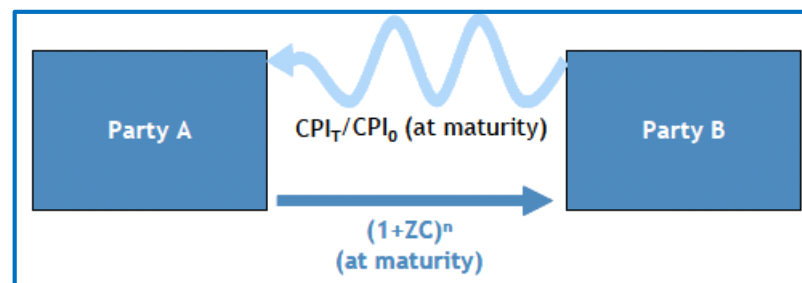 Party A
CPI_T/CPI_0 (at maturity)
Party B
(1+ZC)ⁿ
(at maturity)